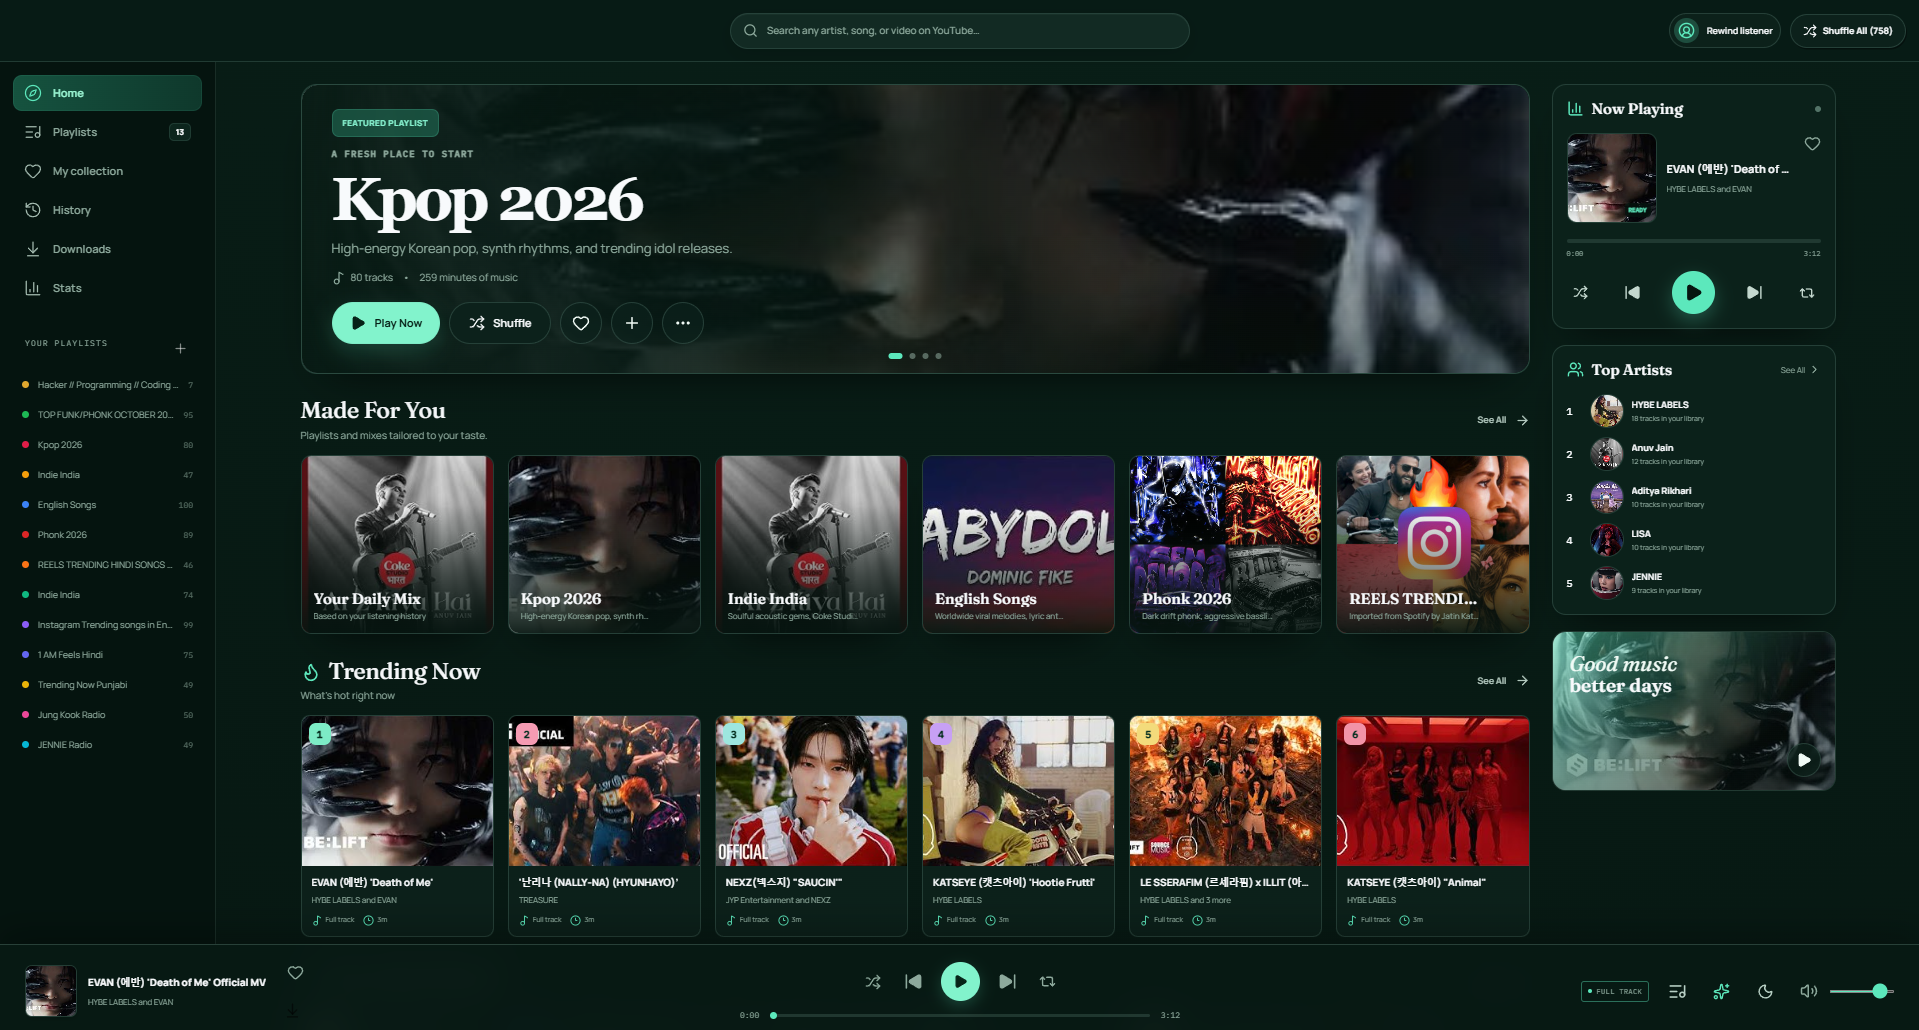 Search any artist, song, or video on YouTube...
Rewind listener
Shuffle All (758)
Home
Playlists
13
My collection
History
Downloads
Stats
YOUR PLAYLISTS
Hacker // Programming // Coding ... 7
TOP FUNK/PHONK OCTOBER 20... 95
Kpop 2026 80
Indie India 47
English Songs 100
Phonk 2026 89
REELS TRENDING HINDI SONGS ... 46
Indie India 74
Instagram Trending songs in En... 99
1 AM Feels Hindi 75
Trending Now Punjabi 49
Jung Kook Radio 50
JENNIE Radio 49
FEATURED PLAYLIST
A FRESH PLACE TO START
Kpop 2026
High-energy Korean pop, synth rhythms, and trending idol releases.
80 tracks • 259 minutes of music
Play Now
Shuffle
Made For You
Playlists and mixes tailored to your taste.
See All
Coke
भारत
Your Daily Mix
Based on your listening history
Kpop 2026
High-energy Korean pop, synth rh...
Coke
भारत
Indie India
Soulful acoustic gems, Coke Studi...
ABYDOL
DOMINIC FIKE
English Songs
Worldwide viral melodies, lyric ant...
Phonk 2026
Dark drift phonk, aggressive bassli...
REELS TRENDI...
Imported from Spotify by Jatin Kat...
Trending Now
What's hot right now
See All
1
BE:LIFT
EVAN (에반) 'Death of Me'
HYBE LABELS and EVAN
Full track 3m
2
CIAL
'난리나 (NALLY-NA) (HYUNHAYO)'
TREASURE
Full track 3m
3
OFFICIAL
NEXZ(넥스지) "SAUCIN'"
JYP Entertainment and NEXZ
Full track 3m
4
KATSEYE (캣츠아이) 'Hootie Frutti'
HYBE LABELS
Full track 3m
5
SOURCE MUSIC
LE SSERAFIM (르세라핌) x ILLIT (아...
HYBE LABELS and 3 more
Full track 3m
6
KATSEYE (캣츠아이) "Animal"
HYBE LABELS
Full track 3m
Now Playing
:LIFT
READY
EVAN (에반) 'Death of ...
HYBE LABELS and EVAN
0:00
3:12
Top Artists
See All
1
HYBE LABELS
18 tracks in your library
2
Anuv Jain
12 tracks in your library
3
Aditya Rikhari
10 tracks in your library
4
LISA
10 tracks in your library
5
JENNIE
9 tracks in your library
Good music
better days
BE:LIFT
EVAN (에반) 'Death of Me' Official MV
HYBE LABELS and EVAN
0:00
3:12
FULL TRACK